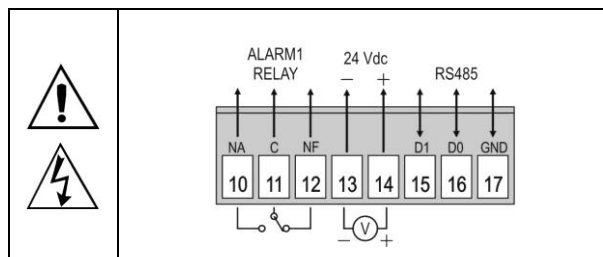 ALARM1 24 Vdc
RELAY − + RS485
NA C NF D1 D0 GND
10 11 12 13 14 15 16 17
− V +